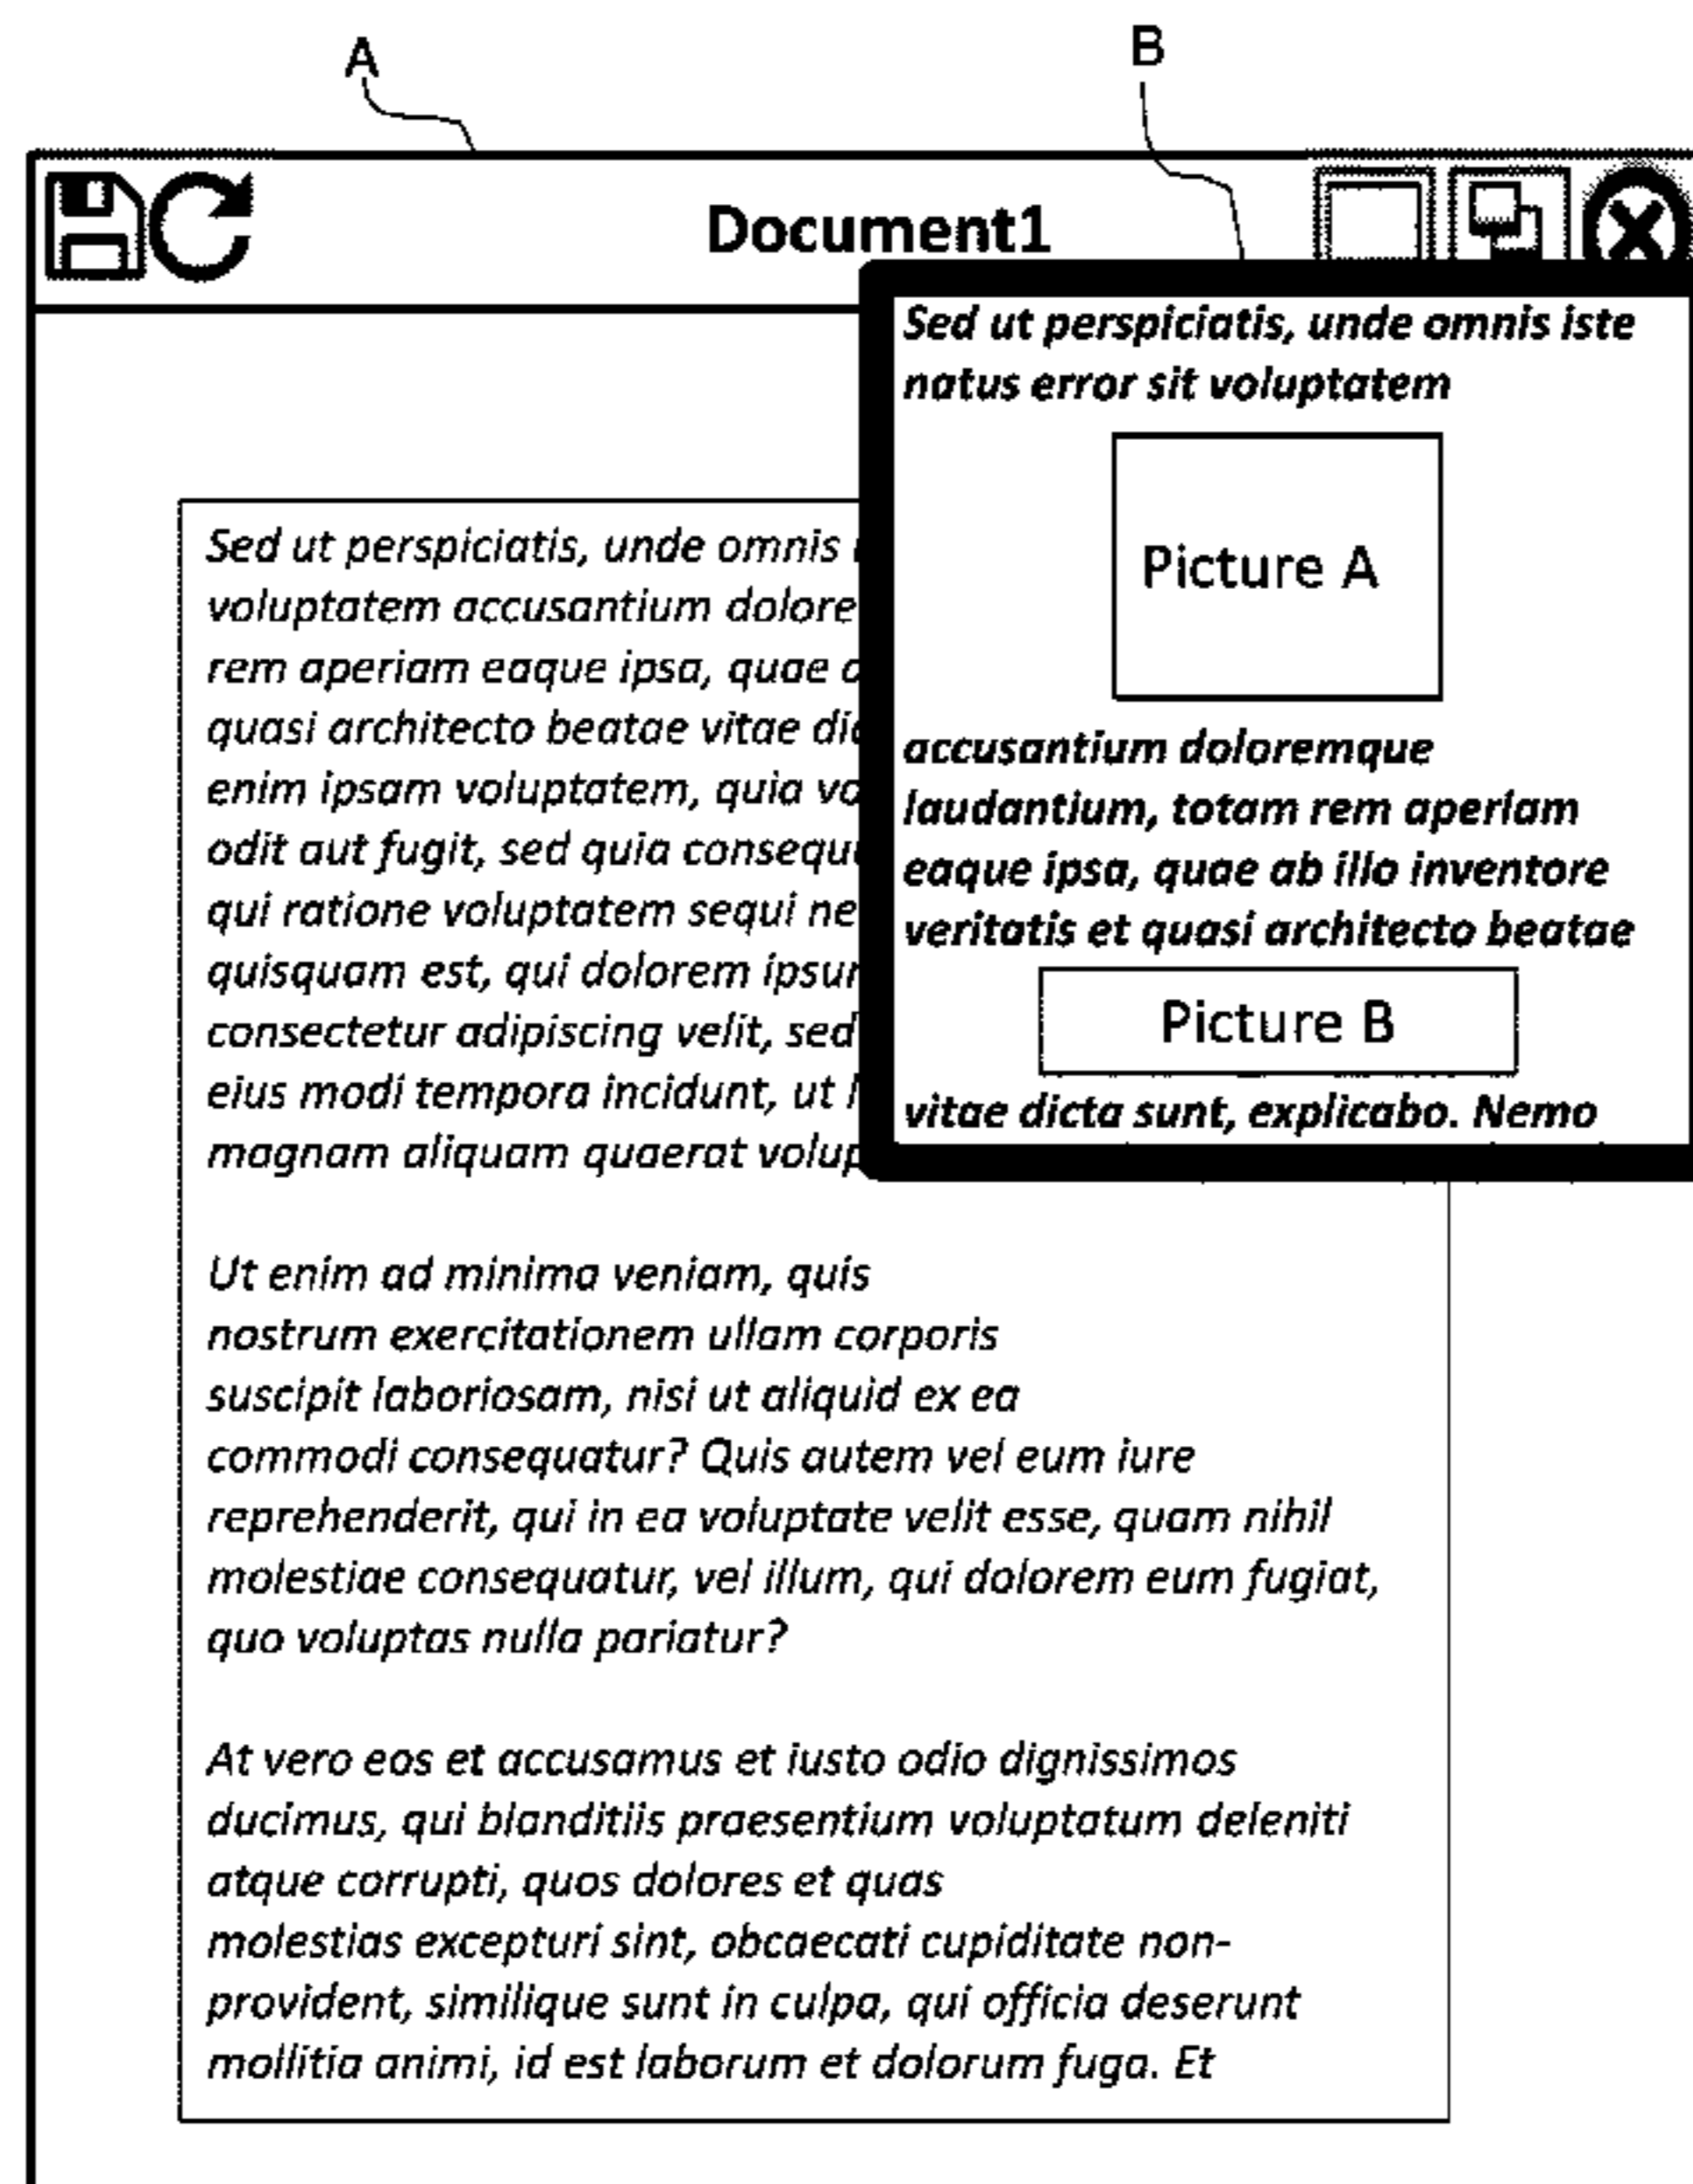 A
B
Document1
Sed ut perspiciatis, unde omnis iste
natus error sit voluptatem
Picture A
accusantium doloremque
laudantium, totam rem aperiam
eaque ipsa, quae ab illo inventore
veritatis et quasi architecto beatae
Picture B
vitae dicta sunt, explicabo. Nemo
Sed ut perspiciatis, unde omnis
voluptatem accusantium dolore
rem aperiam eaque ipsa, quae
quasi architecto beatae vitae
enim ipsam voluptatem, quia
odit aut fugit, sed quia
qui ratione voluptatem sequi ne
quisquam est, qui dolorem
consectetur adipiscing velit, sed
eius modi tempora incidunt, ut
magnam aliquam quaerat volup
Ut enim ad minima veniam, quis
nostrum exercitationem ullam corporis
suscipit laboriosam, nisi ut aliquid ex ea
commodi consequatur? Quis autem vel eum iure
reprehenderit, qui in ea voluptate velit esse, quam nihil
molestiae consequatur, vel illum, qui dolorem eum fugiat,
quo voluptas nulla pariatur?
At vero eos et accusamus et iusto odio dignissimos
ducimus, qui blanditiis praesentium voluptatum deleniti
atque corrupti, quos dolores et quas
molestias excepturi sint, obcaecati cupiditate non-
provident, similique sunt in culpa, qui officia deserunt
mollitia animi, id est laborum et dolorum fuga. Et